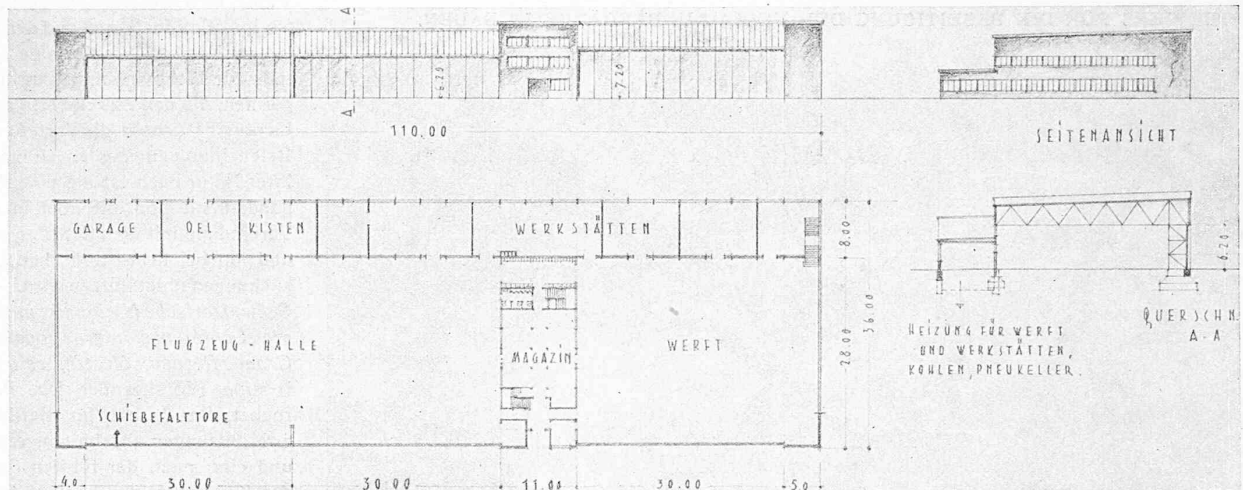 A
6.20
7.20
A
110.00
SEITENANSICHT
GARAGE OEL KISTEN WERKSTÄTTEN
8.00
36.00
28.00
6.20
FLUGZEUG-HALLE
MAGAZIN
WERFT
HEIZUNG FÜR WERFT
UND WERKSTÄTTEN,
KOHLEN, PNEUKELLER.
QUERSCHN.
A-A
SCHIEBEFALTTORE
4.0 30.00 30.00 11.00 30.00 5.0